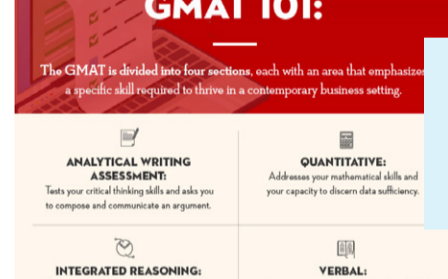 GMAT 101:
The GMAT is divided into four sections, each with an area that emphasizes
a specific skill required to thrive in a contemporary business setting.
ANALYTICAL WRITING
ASSESSMENT:
Tests your critical thinking skills and asks you
to compose and communicate an argument.
QUANTITATIVE:
Addresses your mathematical skills and
your capacity to discern data sufficiency.
INTEGRATED REASONING:
VERBAL: